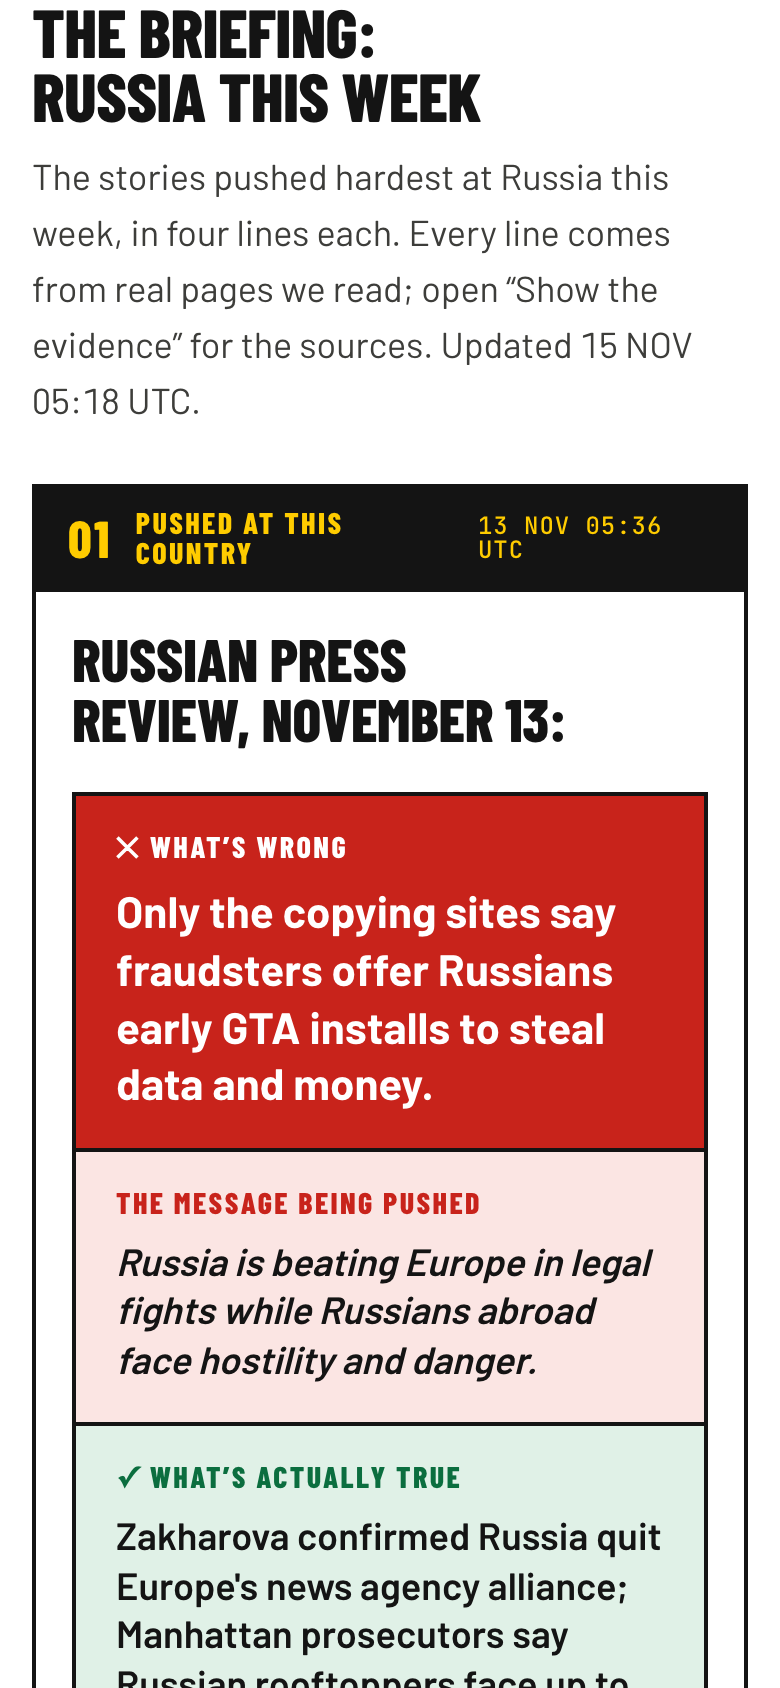 THE BRIEFING:
RUSSIA THIS WEEK
The stories pushed hardest at Russia this
week, in four lines each. Every line comes
from real pages we read; open “Show the
evidence” for the sources. Updated 15 NOV
05:18 UTC.
01
PUSHED AT THIS
COUNTRY
13 NOV 05:36
UTC
RUSSIAN PRESS
REVIEW, NOVEMBER 13:
✕ WHAT’S WRONG
Only the copying sites say
fraudsters offer Russians
early GTA installs to steal
data and money.
THE MESSAGE BEING PUSHED
Russia is beating Europe in legal
fights while Russians abroad
face hostility and danger.
✓ WHAT’S ACTUALLY TRUE
Zakharova confirmed Russia quit
Europe's news agency alliance;
Manhattan prosecutors say
Russian rooftoppers face up to